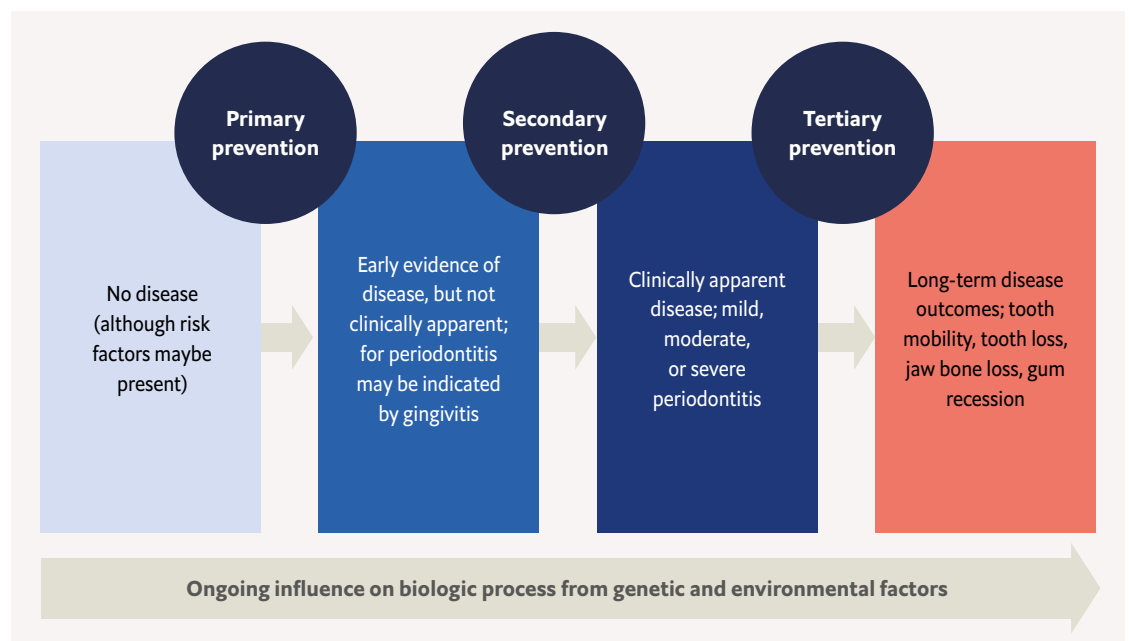 Primary
prevention
Secondary
prevention
Tertiary
prevention
No disease
(although risk
factors maybe
present)
Early evidence of
disease, but not
clinically apparent;
for periodontitis
may be indicated
by gingivitis
Clinically apparent
disease; mild,
moderate,
or severe
periodontitis
Long-term disease
outcomes; tooth
mobility, tooth loss,
jaw bone loss, gum
recession
Ongoing influence on biologic process from genetic and environmental factors